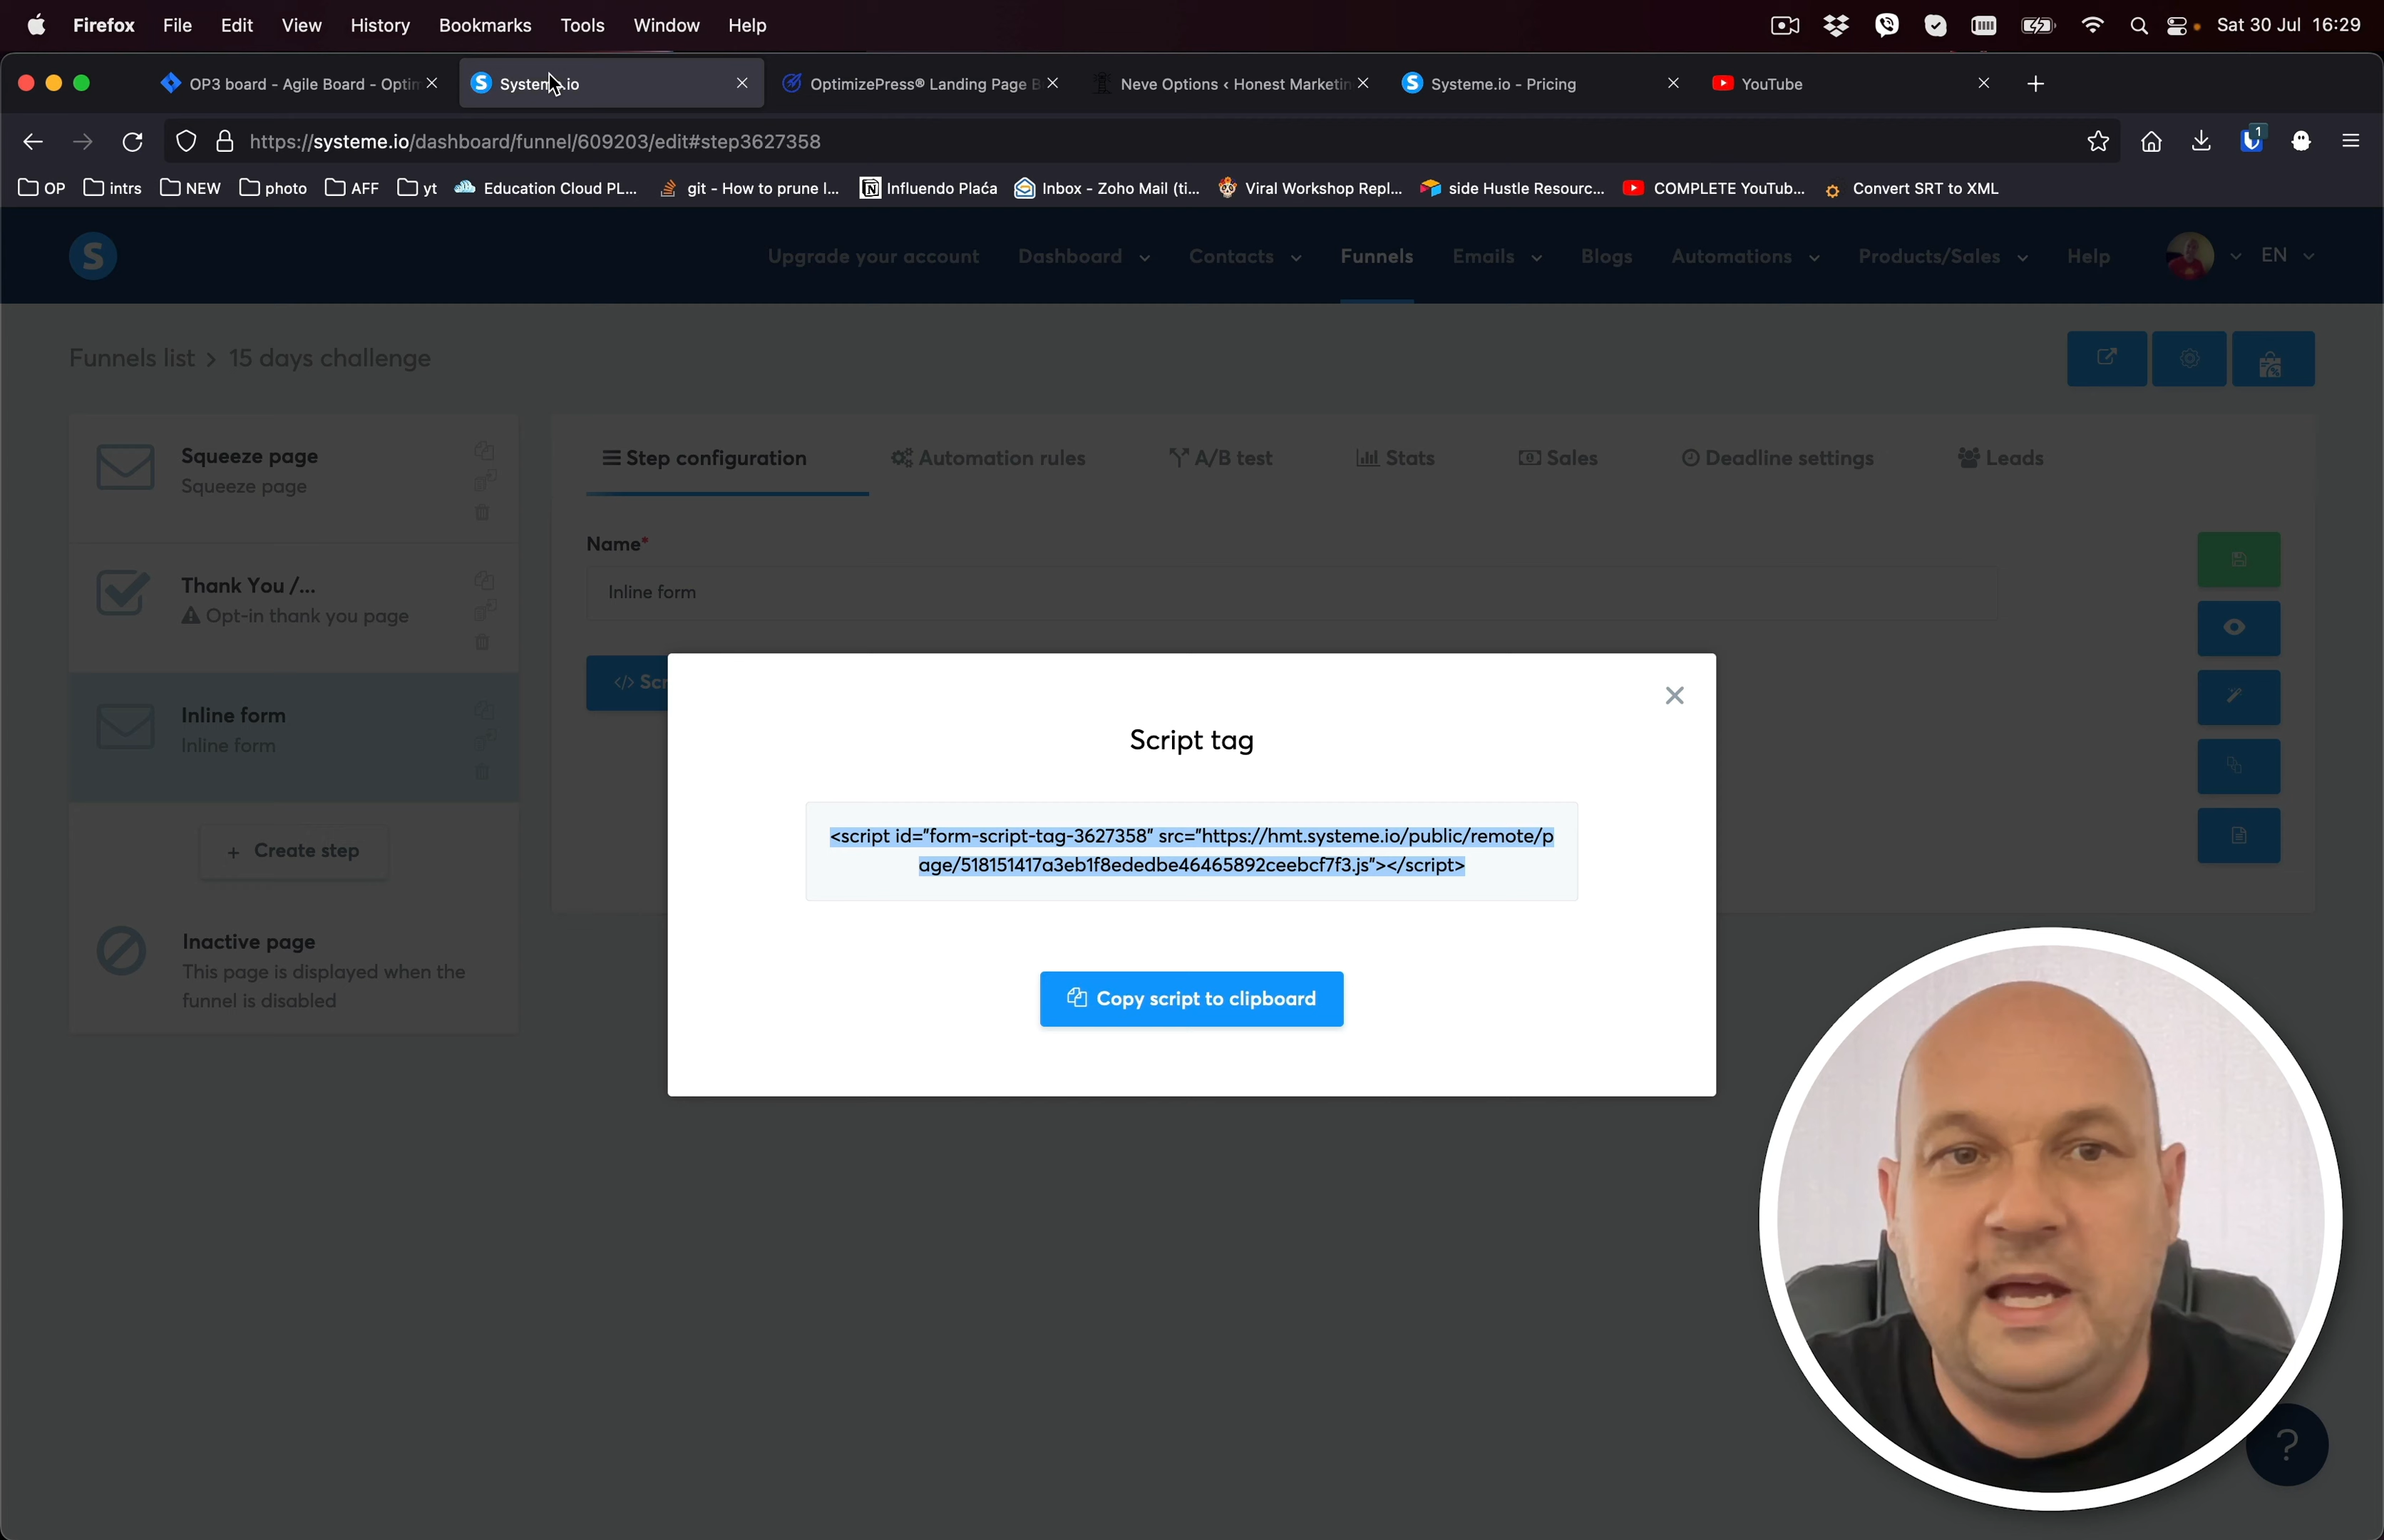 Firefox File Edit View History Bookmarks Tools Window Help Sat 30 Jul 16:29
OP3 board - Agile Board - Optim Systeme.io OptimizePress® Landing Page B Neve Options ‹ Honest Marketin Systeme.io - Pricing YouTube
https://systeme.io/dashboard/funnel/609203/edit#step3627358 1
OP intrs NEW photo AFF yt Education Cloud PL... git - How to prune l... Influendo Plaća Inbox - Zoho Mail (ti... Viral Workshop Repl... side Hustle Resourc... COMPLETE YouTub... Convert SRT to XML
S Upgrade your account Dashboard Contacts Funnels Emails Blogs Automations Products/Sales Help EN
Funnels list > 15 days challenge
Squeeze page
Squeeze page
Thank You /...
Opt-in thank you page
Inline form
Inline form
+ Create step
Inactive page
This page is displayed when the
funnel is disabled
Step configuration Automation rules A/B test Stats Sales Deadline settings Leads
Name*
Inline form
</> Scr
Script tag
<script id="form-script-tag-3627358" src="https://hmt.systeme.io/public/remote/p
age/518151417a3eb1f8ededbe46465892ceebcf7f3.js"></script>
Copy script to clipboard
?